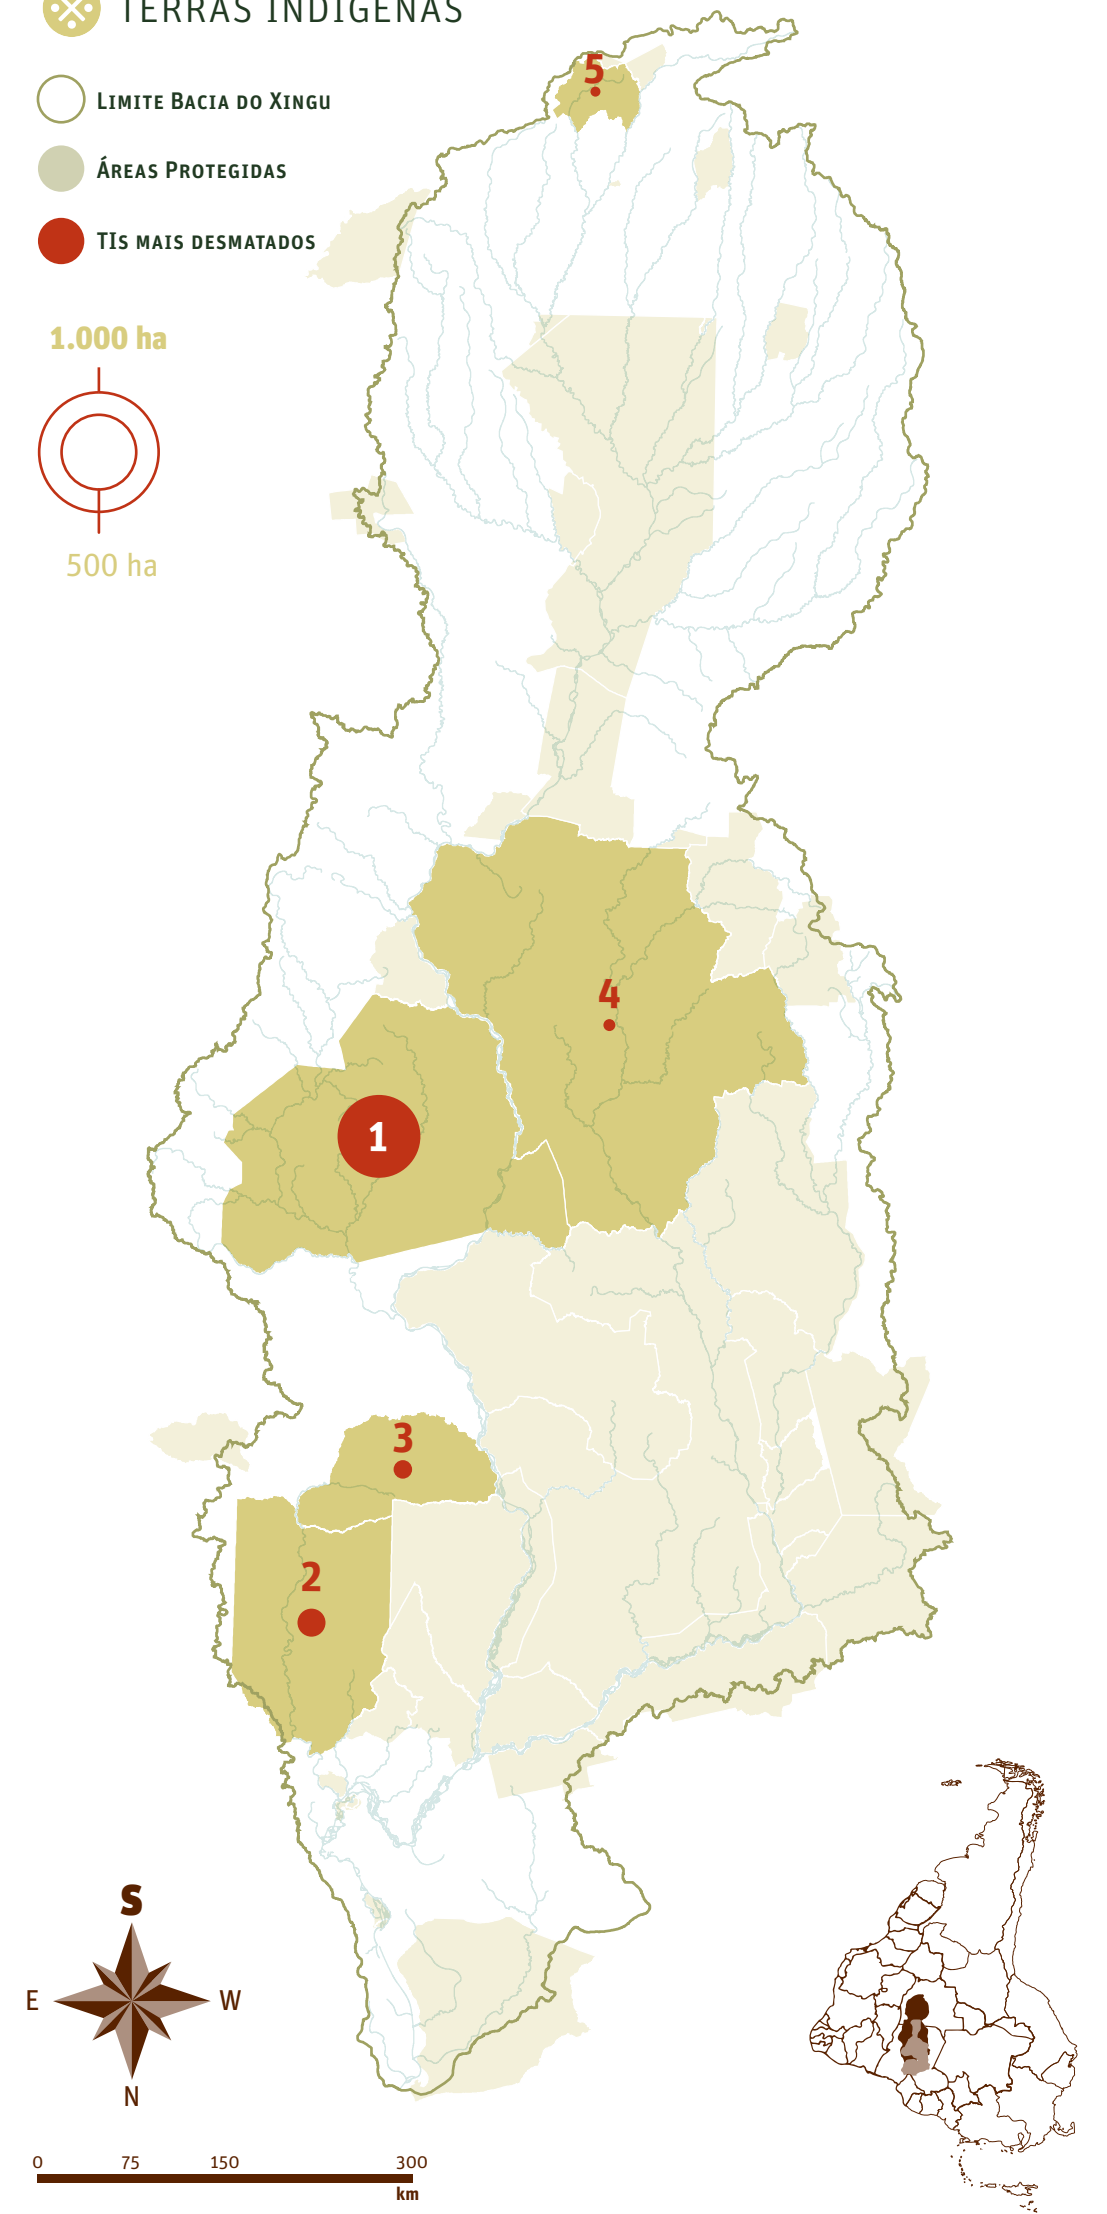 TERRAS INDÍGENAS
LIMITE BACIA DO XINGU
ÁREAS PROTEGIDAS
TIS MAIS DESMATADOS
1.000 ha
500 ha
5
4
1
3
2
S
E
W
N
0 75 150 300
km